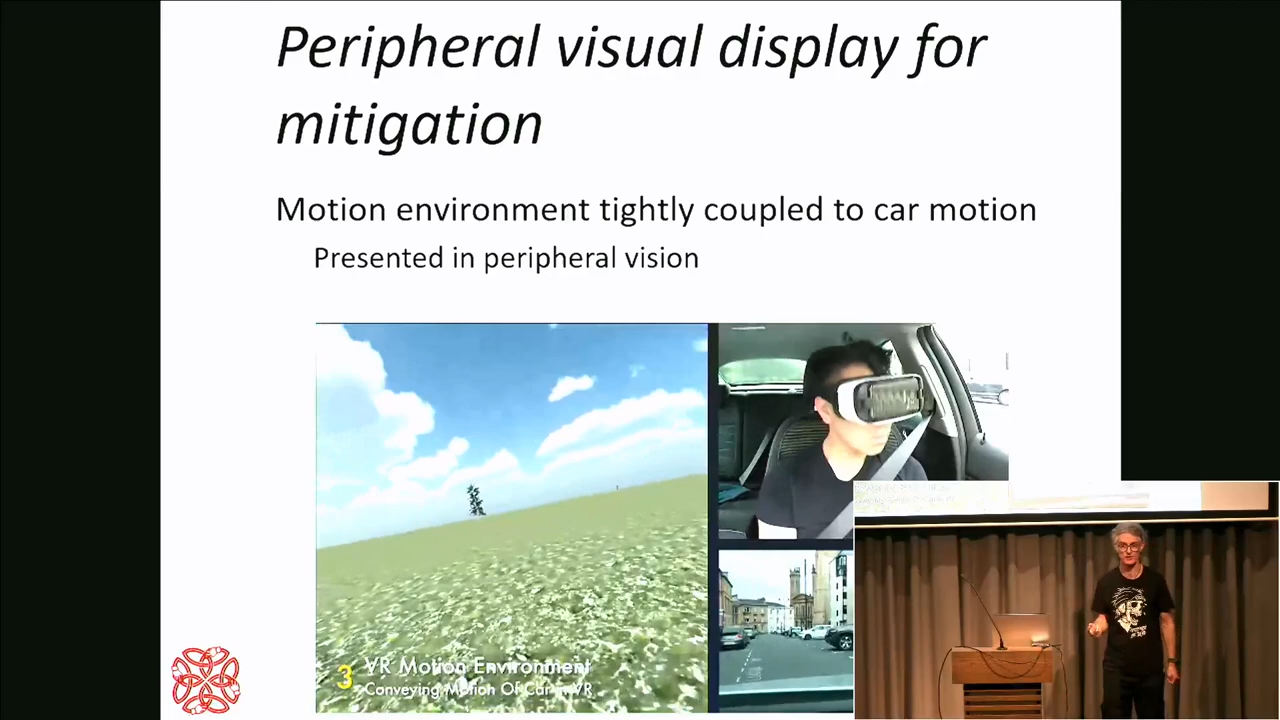 Peripheral visual display for
mitigation
Motion environment tightly coupled to car motion
Presented in peripheral vision
3 VR Motion Environment
Conveying Motion Of Car in VR